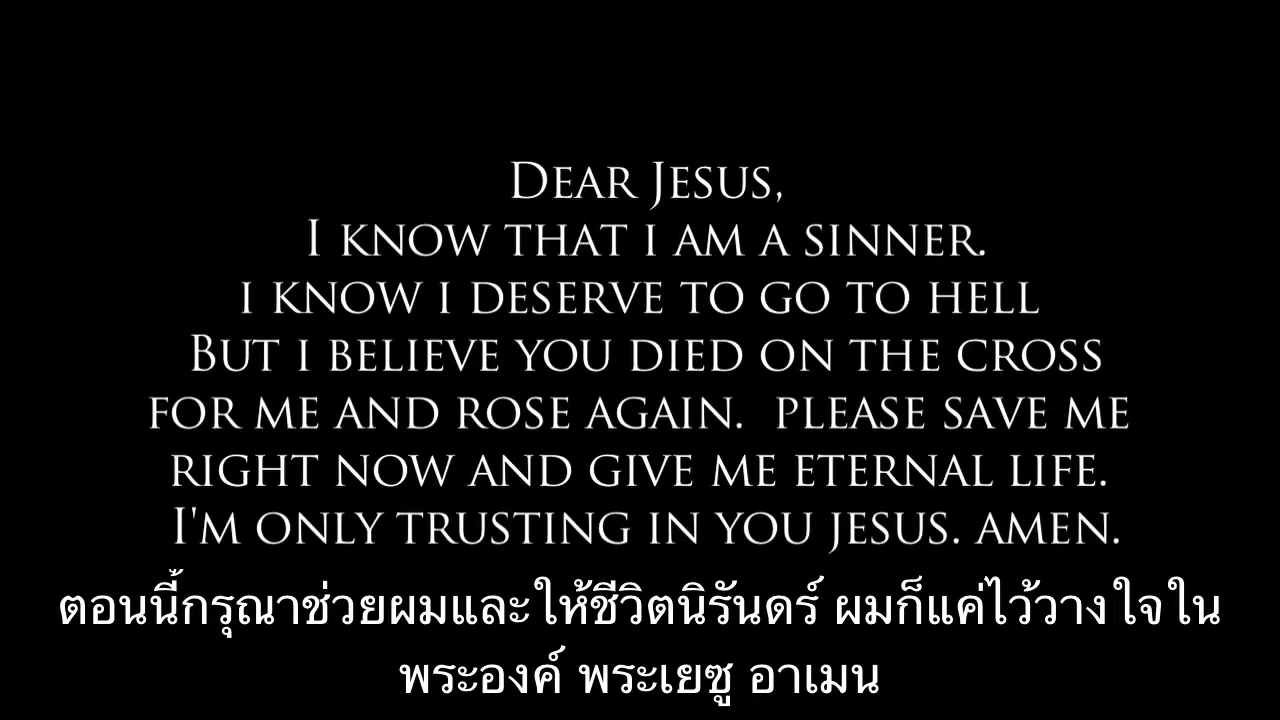 Dear Jesus,
I know that i am a sinner.
i know i deserve to go to hell
But i believe you died on the cross
for me and rose again. please save me
right now and give me eternal life.
I'm only trusting in you jesus. amen.
ตอนนี้กรุณาช่วยผมและให้ชีวิตนิรันดร์ ผมก็แค่ไว้วางใจใน
พระองค์ พระเยซู อาเมน